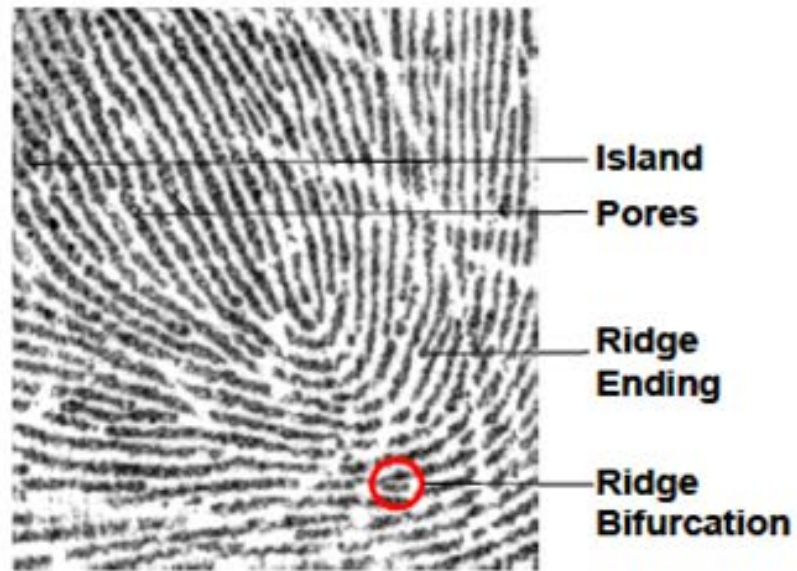 Island
Pores
Ridge
Ending
Ridge
Bifurcation